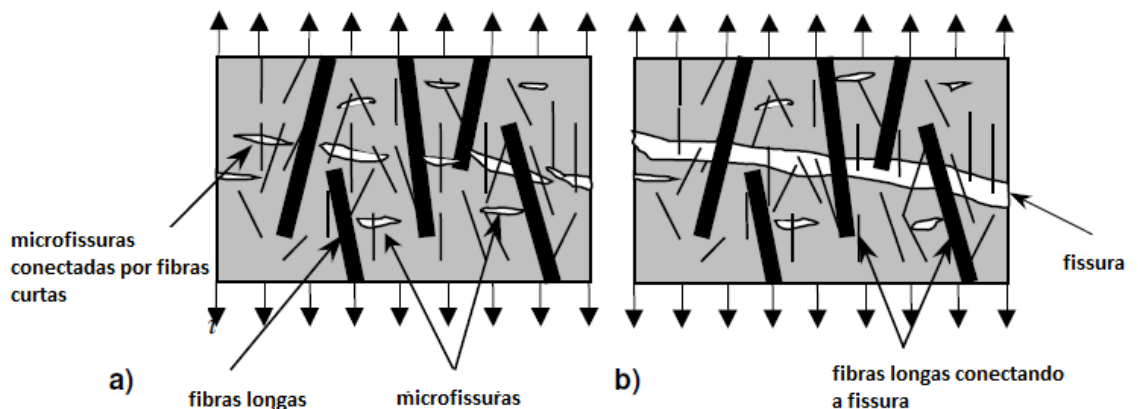 microfissuras
conectadas por fibras
curtas
a)
fibras longas
microfissuras
b)
fissura
fibras longas conectando
a fissura